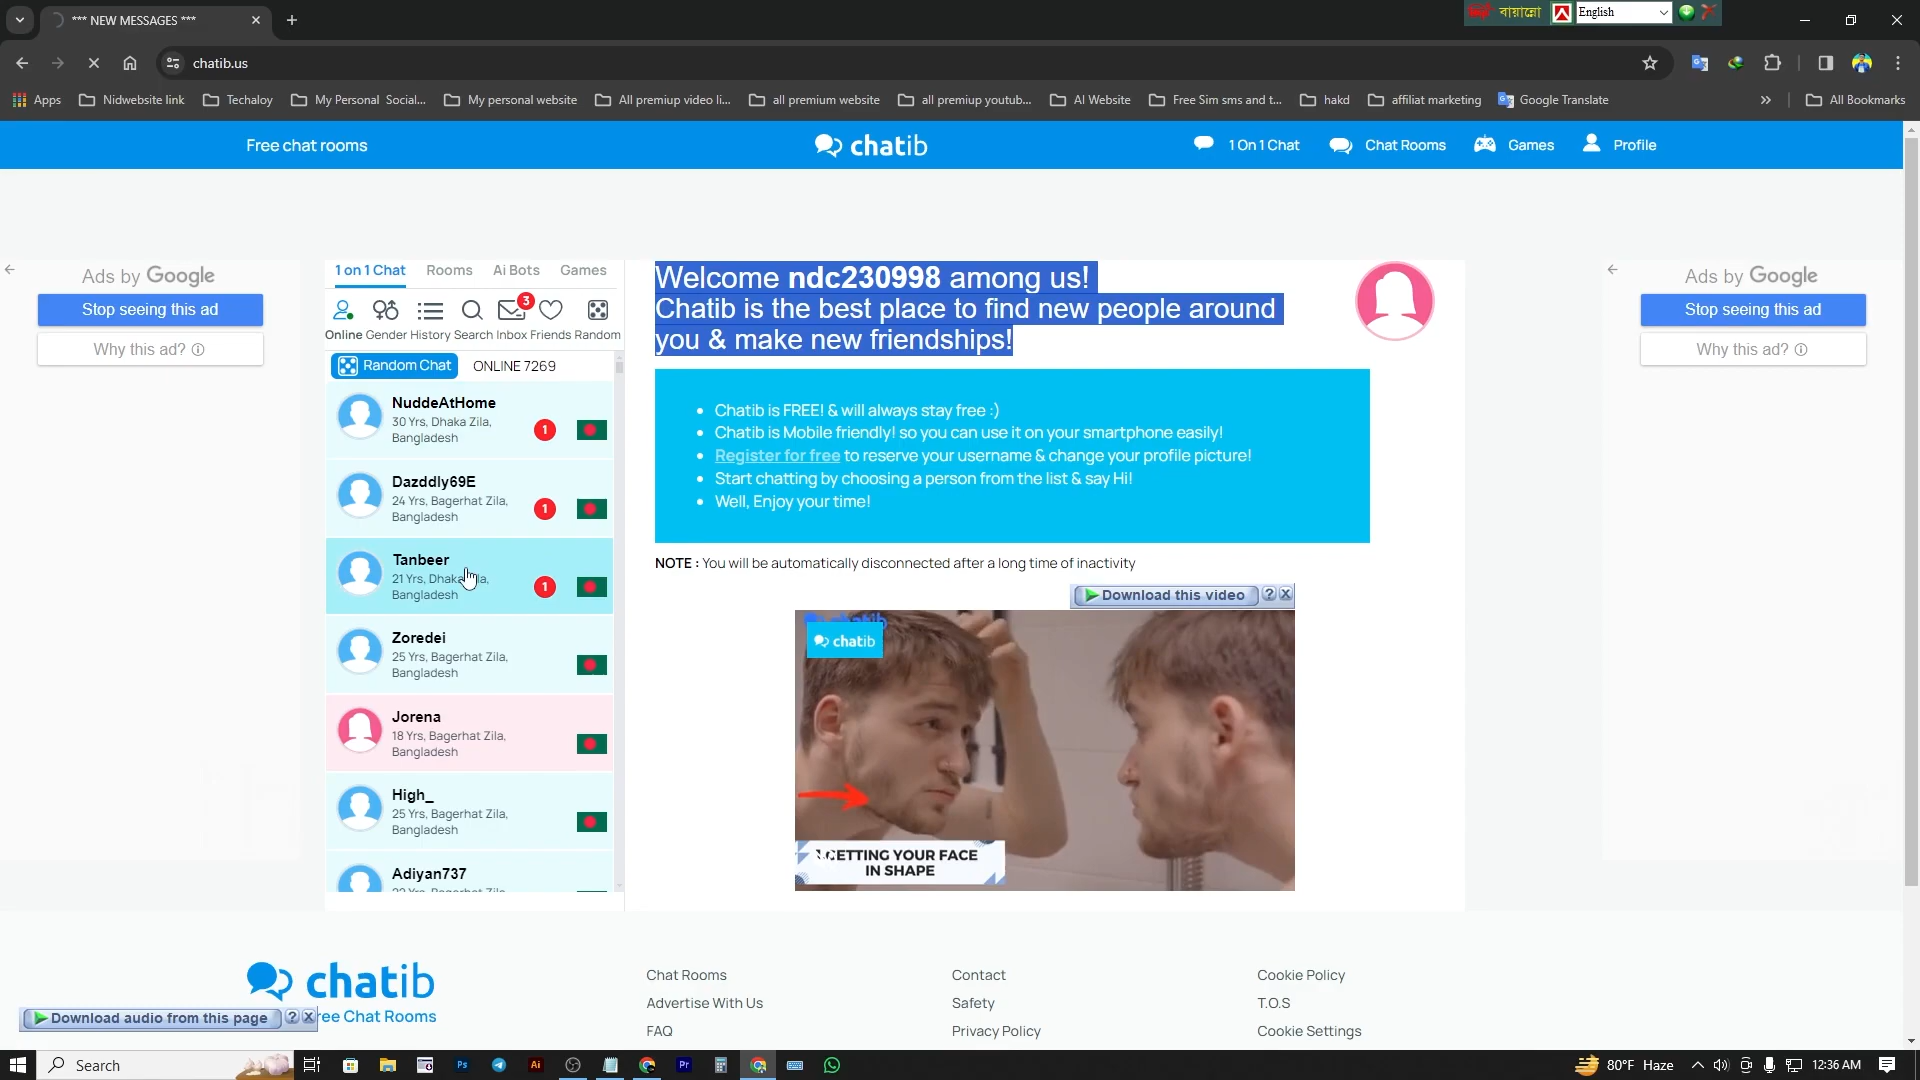 *** NEW MESSAGES ***
বায়ান্নো
English
chatib.us
Apps
Nidwebsite link
Techaloy
My Personal Social...
My personal website
All premiup video li...
all premium website
all premiup youtub...
AI Website
Free Sim sms and t...
hakd
affiliat marketing
Google Translate
All Bookmarks
Free chat rooms
chatib
1 On 1 Chat
Chat Rooms
Games
Profile
Ads by Google
Stop seeing this ad
Why this ad?
1 on 1 Chat
Rooms
Ai Bots
Games
3
Online Gender History Search Inbox Friends Random
Random Chat
ONLINE 7269
NuddeAtHome
30 Yrs, Dhaka Zila,
Bangladesh
1
Dazddly69E
24 Yrs, Bagerhat Zila,
Bangladesh
1
Tanbeer
21 Yrs, Dhaka
Bangladesh
1
Zoredei
25 Yrs, Bagerhat Zila,
Bangladesh
Jorena
18 Yrs, Bagerhat Zila,
Bangladesh
High_
25 Yrs, Bagerhat Zila,
Bangladesh
Adiyan737
Welcome ndc230998 among us!
Chatib is the best place to find new people around
you & make new friendships!
• Chatib is FREE! & will always stay free :)
• Chatib is Mobile friendly! so you can use it on your smartphone easily!
• Register for free to reserve your username & change your profile picture!
• Start chatting by choosing a person from the list & say Hi!
• Well, Enjoy your time!
NOTE : You will be automatically disconnected after a long time of inactivity
Download this video
chatib
GETTING YOUR FACE
IN SHAPE
Ads by Google
Stop seeing this ad
Why this ad?
chatib
ree Chat Rooms
Download audio from this page
Chat Rooms
Advertise With Us
FAQ
Contact
Safety
Privacy Policy
Cookie Policy
T.O.S
Cookie Settings
Search
Ps
Ai
Pr
80°F Haze
12:36 AM